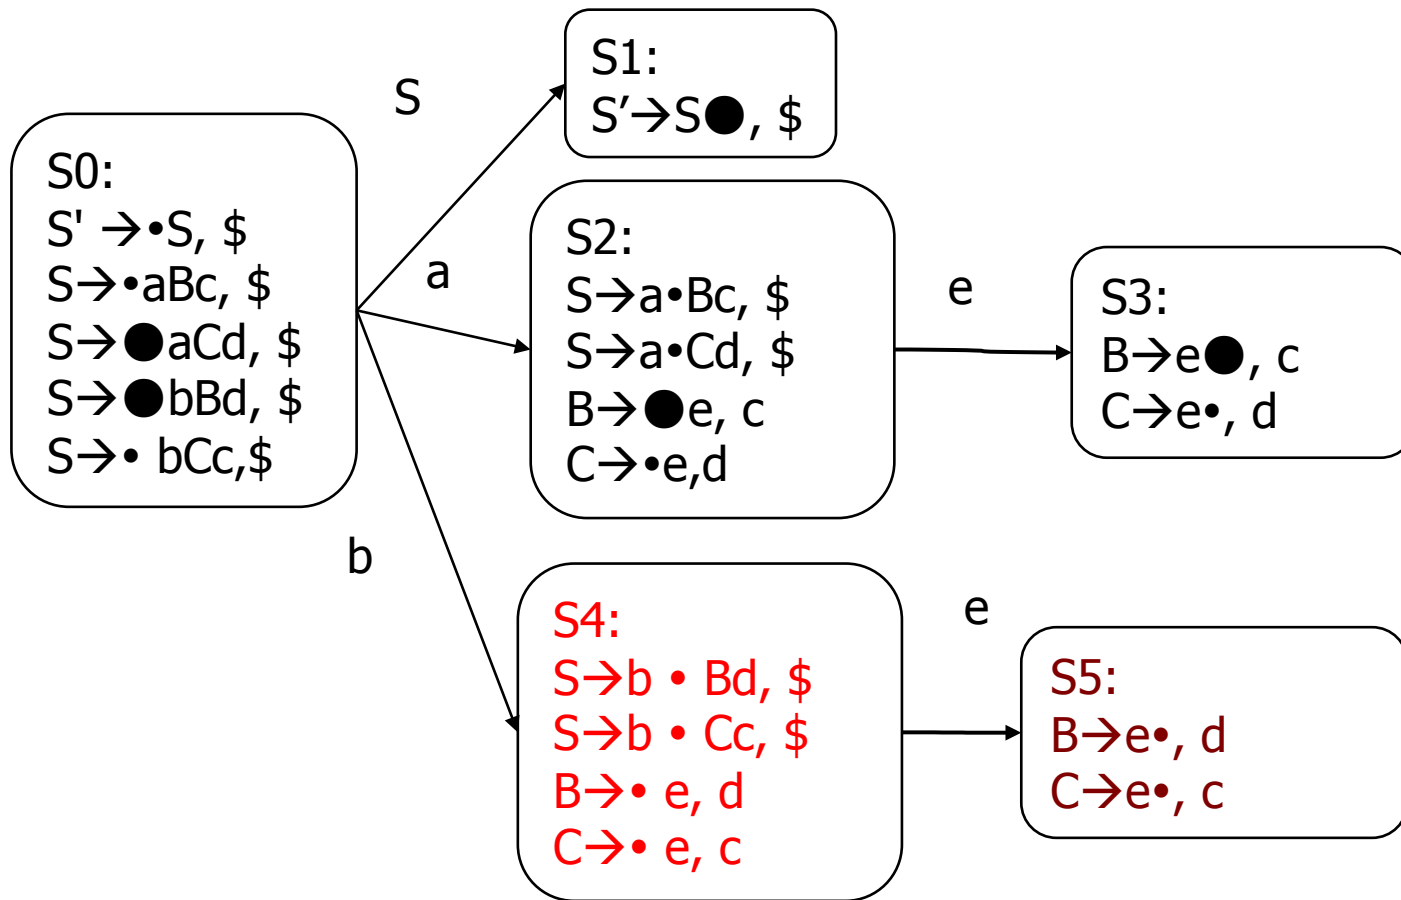 S
S1:
S'→S●, $
S0:
S' →•S, $
S→•aBc, $
S→●aCd, $
S→●bBd, $
S→• bCc,$
a
S2:
S→a•Bc, $
S→a•Cd, $
B→●e, c
C→•e,d
e
S3:
B→e●, c
C→e•, d
b
S4:
S→b • Bd, $
S→b • Cc, $
B→• e, d
C→• e, c
e
S5:
B→e•, d
C→e•, c